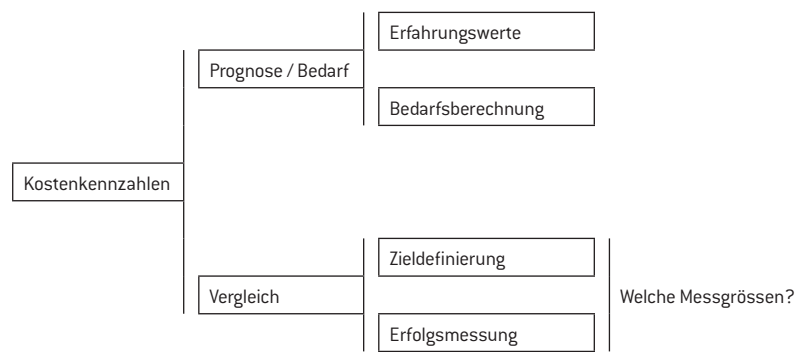 Erfahrungswerte
Prognose / Bedarf
Bedarfsberechnung
Kostenkennzahlen
Zieldefinierung
Vergleich
Welche Messgrössen?
Erfolgsmessung